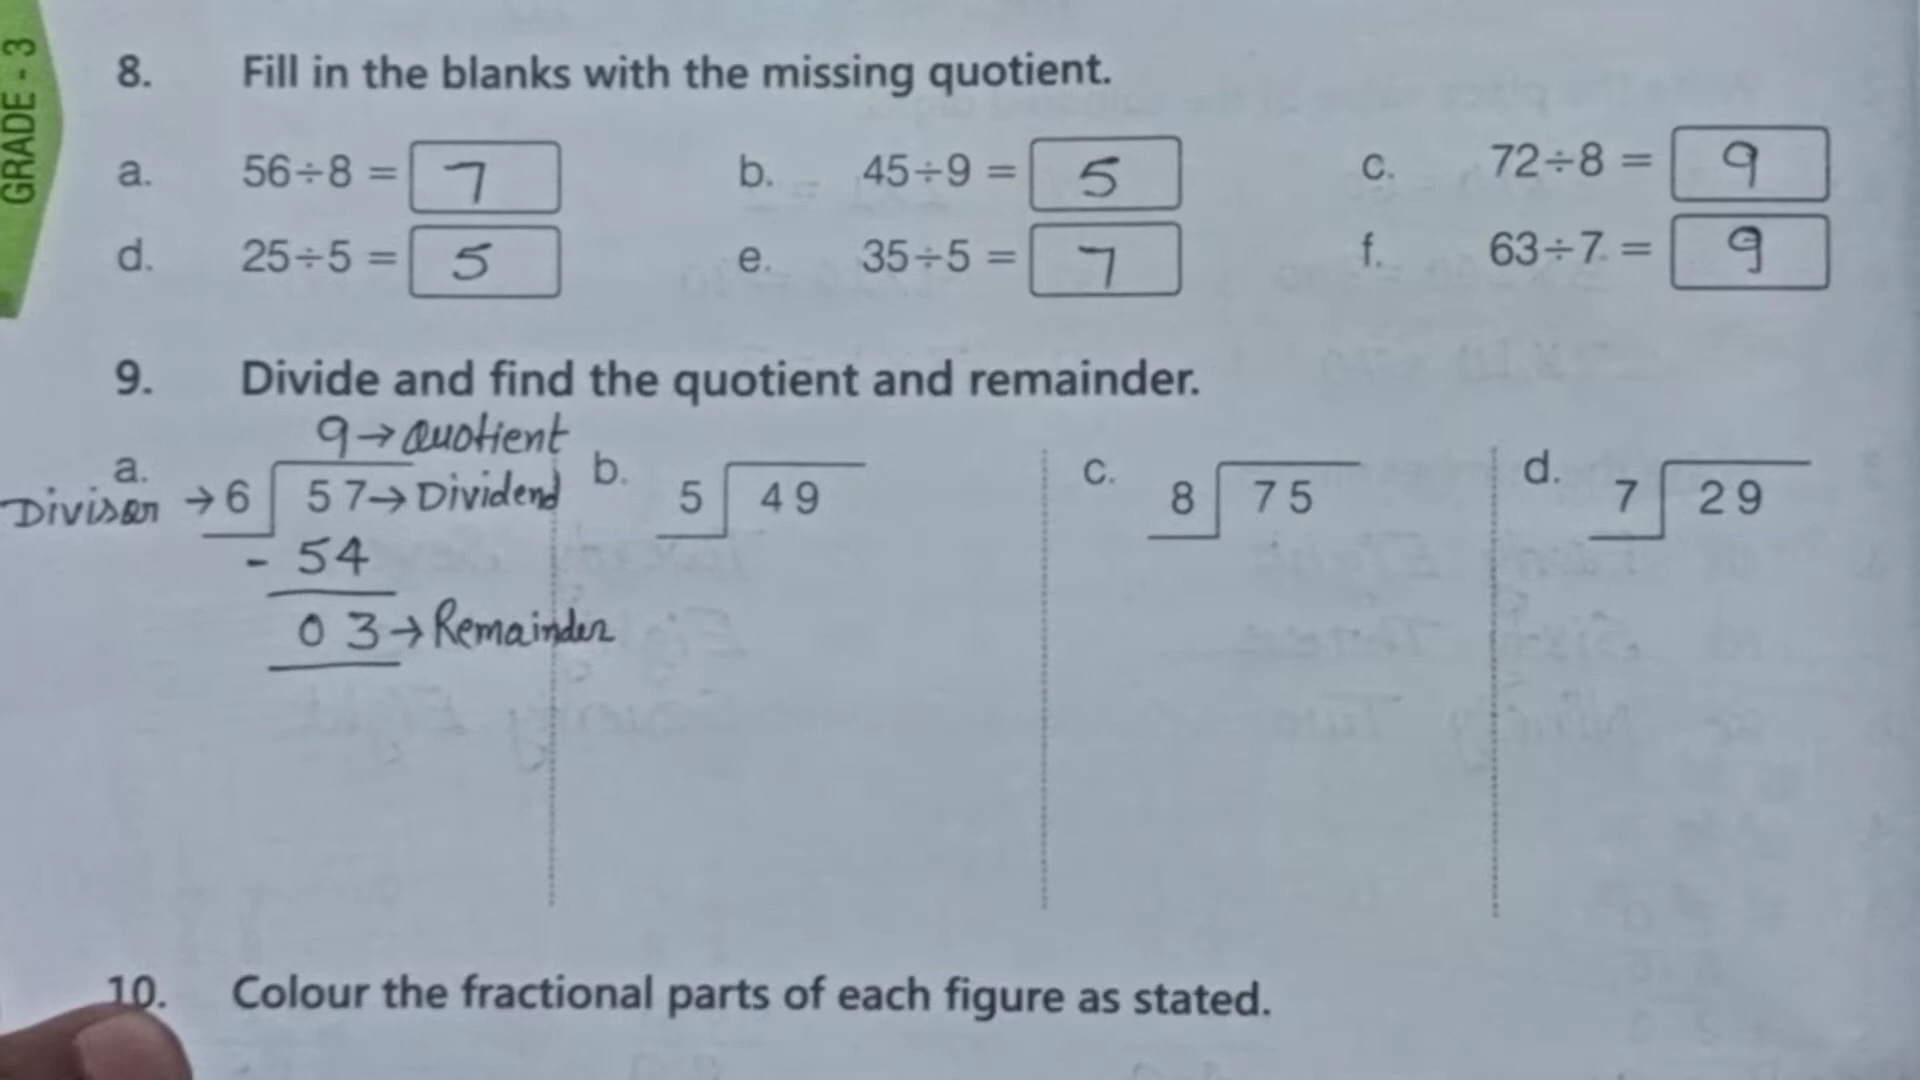 GRADE - 3
8. Fill in the blanks with the missing quotient.
a. 56÷8 = 7 b. 45÷9 = 5 c. 72÷8 = 9
d. 25÷5 = 5 e. 35÷5 = 7 f. 63÷7 = 9
9. Divide and find the quotient and remainder.
9→Quotient
a. b. c. d.
Divisor →6 57→Dividend 5 49 8 75 7 29
- 54
03→Remainder
10. Colour the fractional parts of each figure as stated.